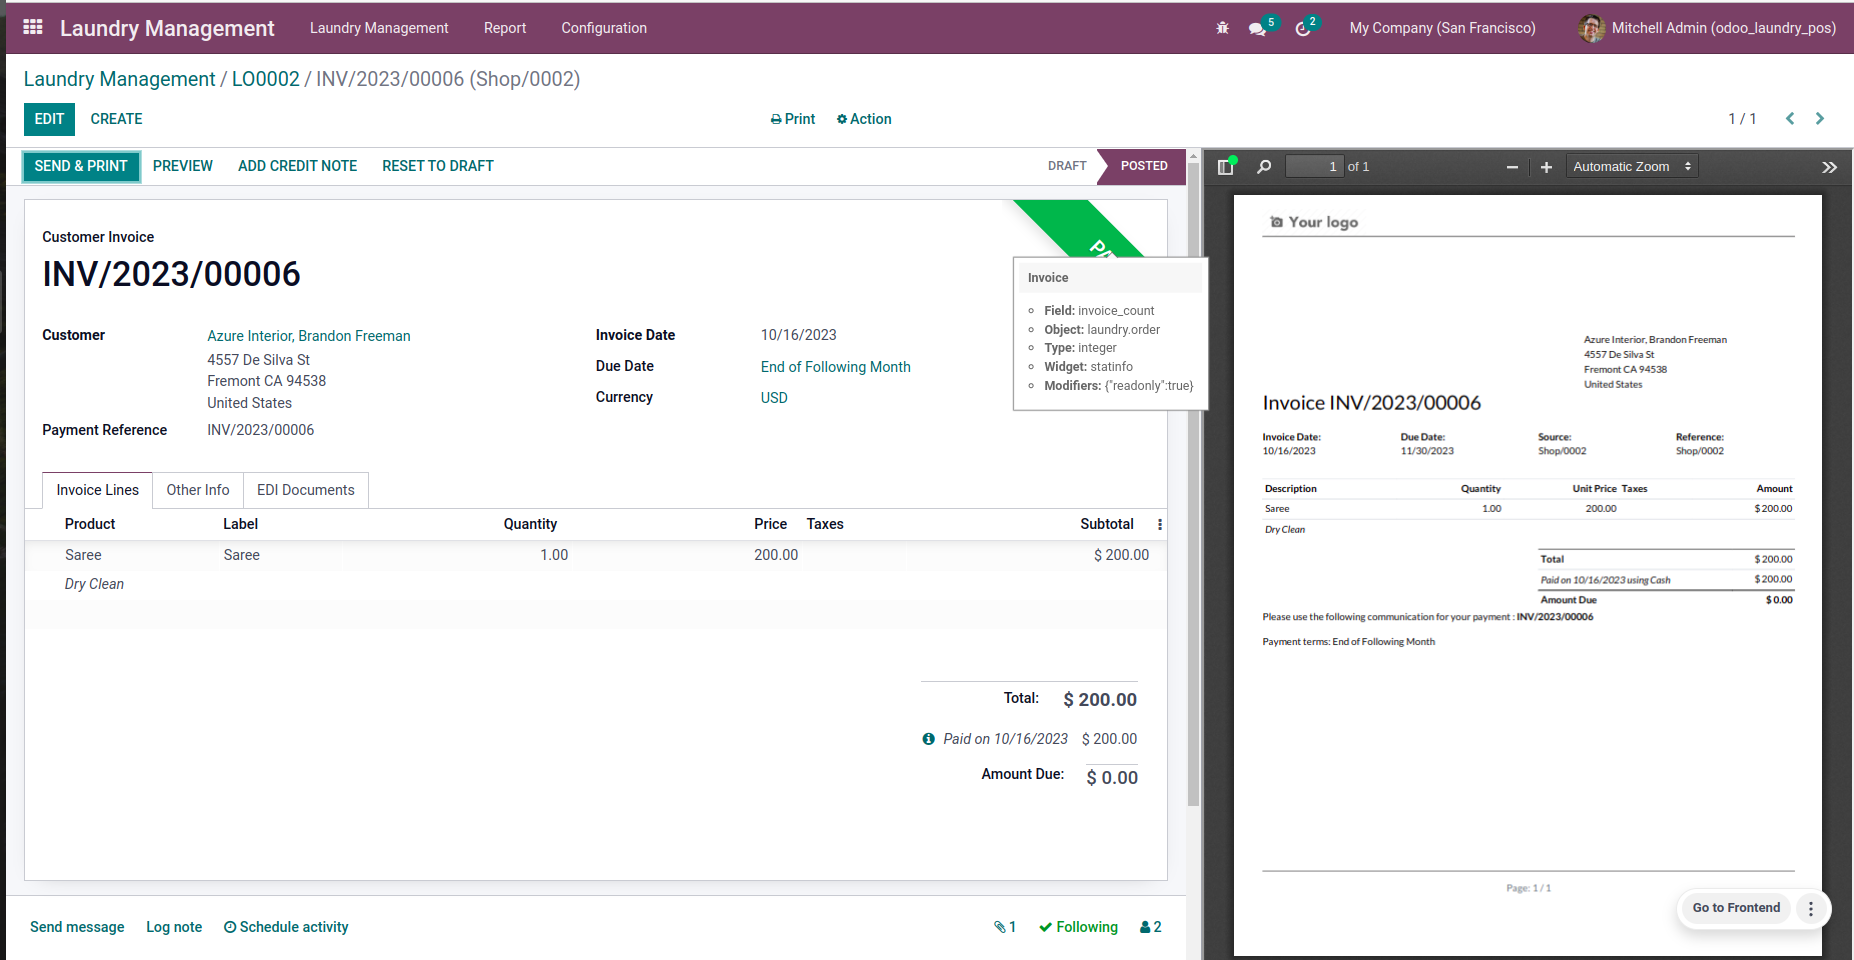 Laundry Management Laundry Management Report Configuration 5 2 My Company (San Francisco) Mitchell Admin (odoo_laundry_pos)
Laundry Management / LO0002 / INV/2023/00006 (Shop/0002)
EDIT CREATE Print Action 1 / 1
SEND & PRINT PREVIEW ADD CREDIT NOTE RESET TO DRAFT DRAFT POSTED
Customer Invoice
INV/2023/00006
Customer Azure Interior, Brandon Freeman
4557 De Silva St
Fremont CA 94538
United States
Payment Reference INV/2023/00006
Invoice Date 10/16/2023
Due Date End of Following Month
Currency USD
Invoice
Field: invoice_count
Object: laundry.order
Type: integer
Widget: statinfo
Modifiers: {"readonly":true}
Invoice Lines Other Info EDI Documents
Product Label Quantity Price Taxes Subtotal
Saree Saree 1.00 200.00 $ 200.00
Dry Clean
Total: $ 200.00
Paid on 10/16/2023 $ 200.00
Amount Due: $ 0.00
Send message Log note Schedule activity 1 Following 2
1 of 1 Automatic Zoom
Your logo
Azure Interior, Brandon Freeman
4557 De Silva St
Fremont CA 94538
United States
Invoice INV/2023/00006
Invoice Date: Due Date: Source: Reference:
10/16/2023 11/30/2023 Shop/0002 Shop/0002
Description Quantity Unit Price Taxes Amount
Saree 1.00 200.00 $ 200.00
Dry Clean
Total $ 200.00
Paid on 10/16/2023 using Cash $ 200.00
Amount Due $ 0.00
Please use the following communication for your payment : INV/2023/00006
Payment terms: End of Following Month
Page: 1 / 1
Go to Frontend